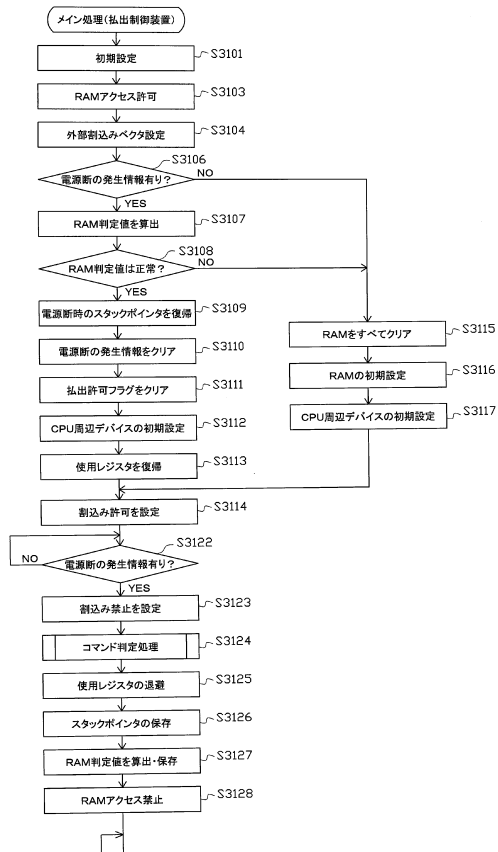 メイン処理(払出制御装置)
初期設定
S3101
RAMアクセス許可
S3103
外部割込みベクタ設定
S3104
電源断の発生情報有り?
S3106
NO
YES
RAM判定値を算出
S3107
RAM判定値は正常?
S3108
NO
YES
電源断時のスタックポインタを復帰
S3109
電源断の発生情報をクリア
S3110
払出許可フラグをクリア
S3111
CPU周辺デバイスの初期設定
S3112
使用レジスタを復帰
S3113
RAMをすべてクリア
S3115
RAMの初期設定
S3116
CPU周辺デバイスの初期設定
S3117
割込み許可を設定
S3114
電源断の発生情報有り?
S3122
NO
YES
割込み禁止を設定
S3123
コマンド判定処理
S3124
使用レジスタの退避
S3125
スタックポインタの保存
S3126
RAM判定値を算出・保存
S3127
RAMアクセス禁止
S3128